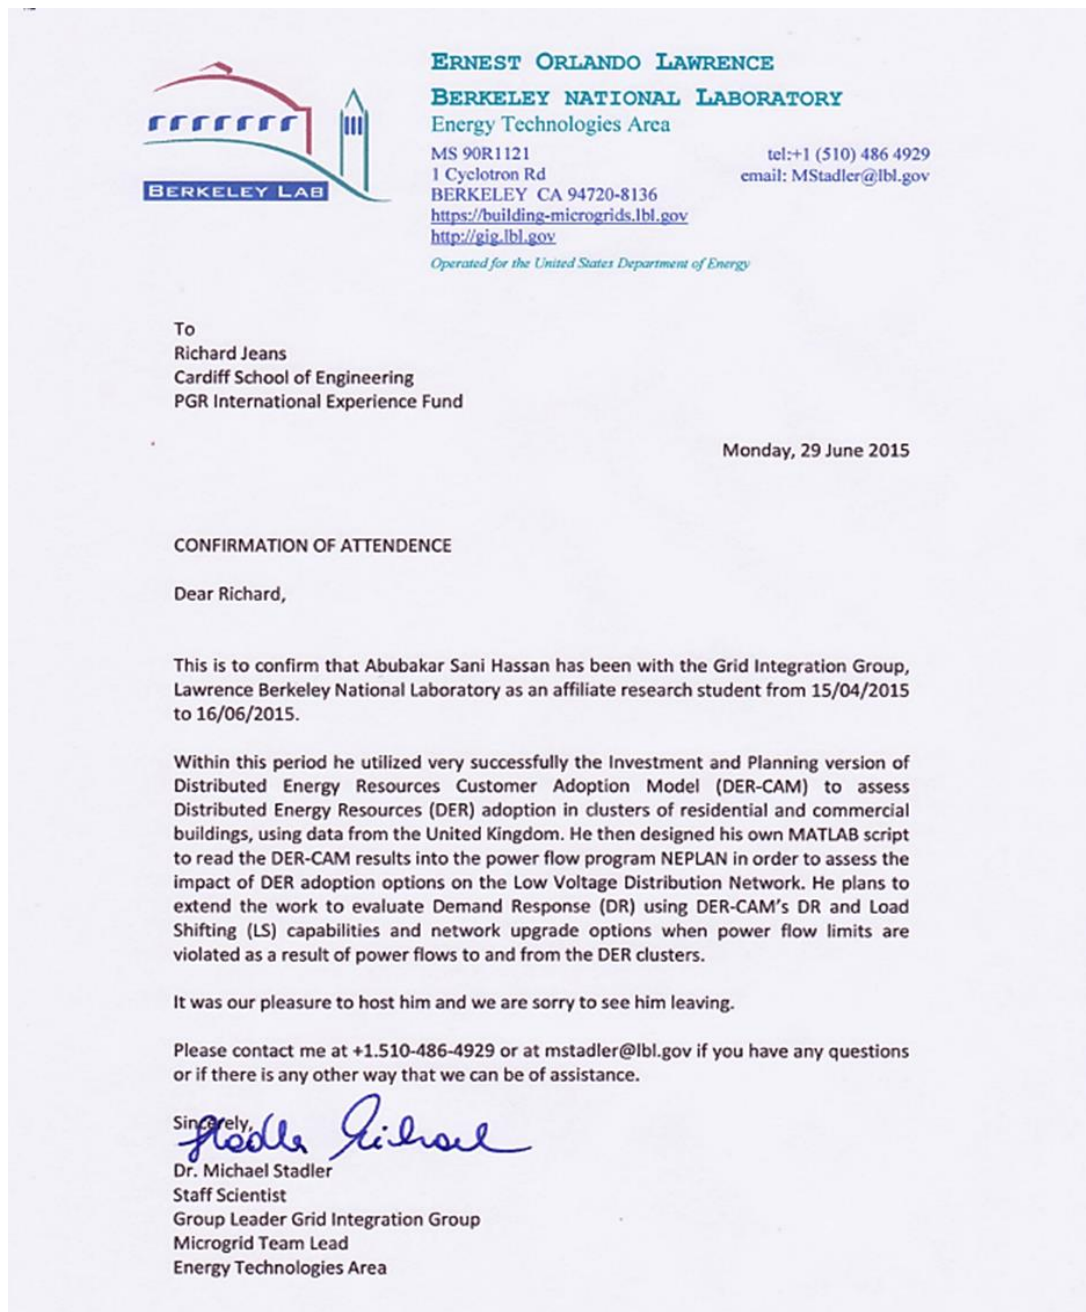 BERKELEY LAB
ERNEST ORLANDO LAWRENCE
BERKELEY NATIONAL LABORATORY
Energy Technologies Area
MS 90R1121
tel:+1 (510) 486 4929
1 Cyclotron Rd
email: MStadler@lbl.gov
BERKELEY CA 94720-8136
https://building-microgrids.lbl.gov
http://gig.lbl.gov
Operated for the United States Department of Energy
To
Richard Jeans
Cardiff School of Engineering
PGR International Experience Fund
Monday, 29 June 2015
CONFIRMATION OF ATTENDENCE
Dear Richard,
This is to confirm that Abubakar Sani Hassan has been with the Grid Integration Group,
Lawrence Berkeley National Laboratory as an affiliate research student from 15/04/2015
to 16/06/2015.
Within this period he utilized very successfully the Investment and Planning version of
Distributed Energy Resources Customer Adoption Model (DER-CAM) to assess
Distributed Energy Resources (DER) adoption in clusters of residential and commercial
buildings, using data from the United Kingdom. He then designed his own MATLAB script
to read the DER-CAM results into the power flow program NEPLAN in order to assess the
impact of DER adoption options on the Low Voltage Distribution Network. He plans to
extend the work to evaluate Demand Response (DR) using DER-CAM's DR and Load
Shifting (LS) capabilities and network upgrade options when power flow limits are
violated as a result of power flows to and from the DER clusters.
It was our pleasure to host him and we are sorry to see him leaving.
Please contact me at +1.510-486-4929 or at mstadler@lbl.gov if you have any questions
or if there is any other way that we can be of assistance.
Sincerely,
Stadler Michael
Dr. Michael Stadler
Staff Scientist
Group Leader Grid Integration Group
Microgrid Team Lead
Energy Technologies Area